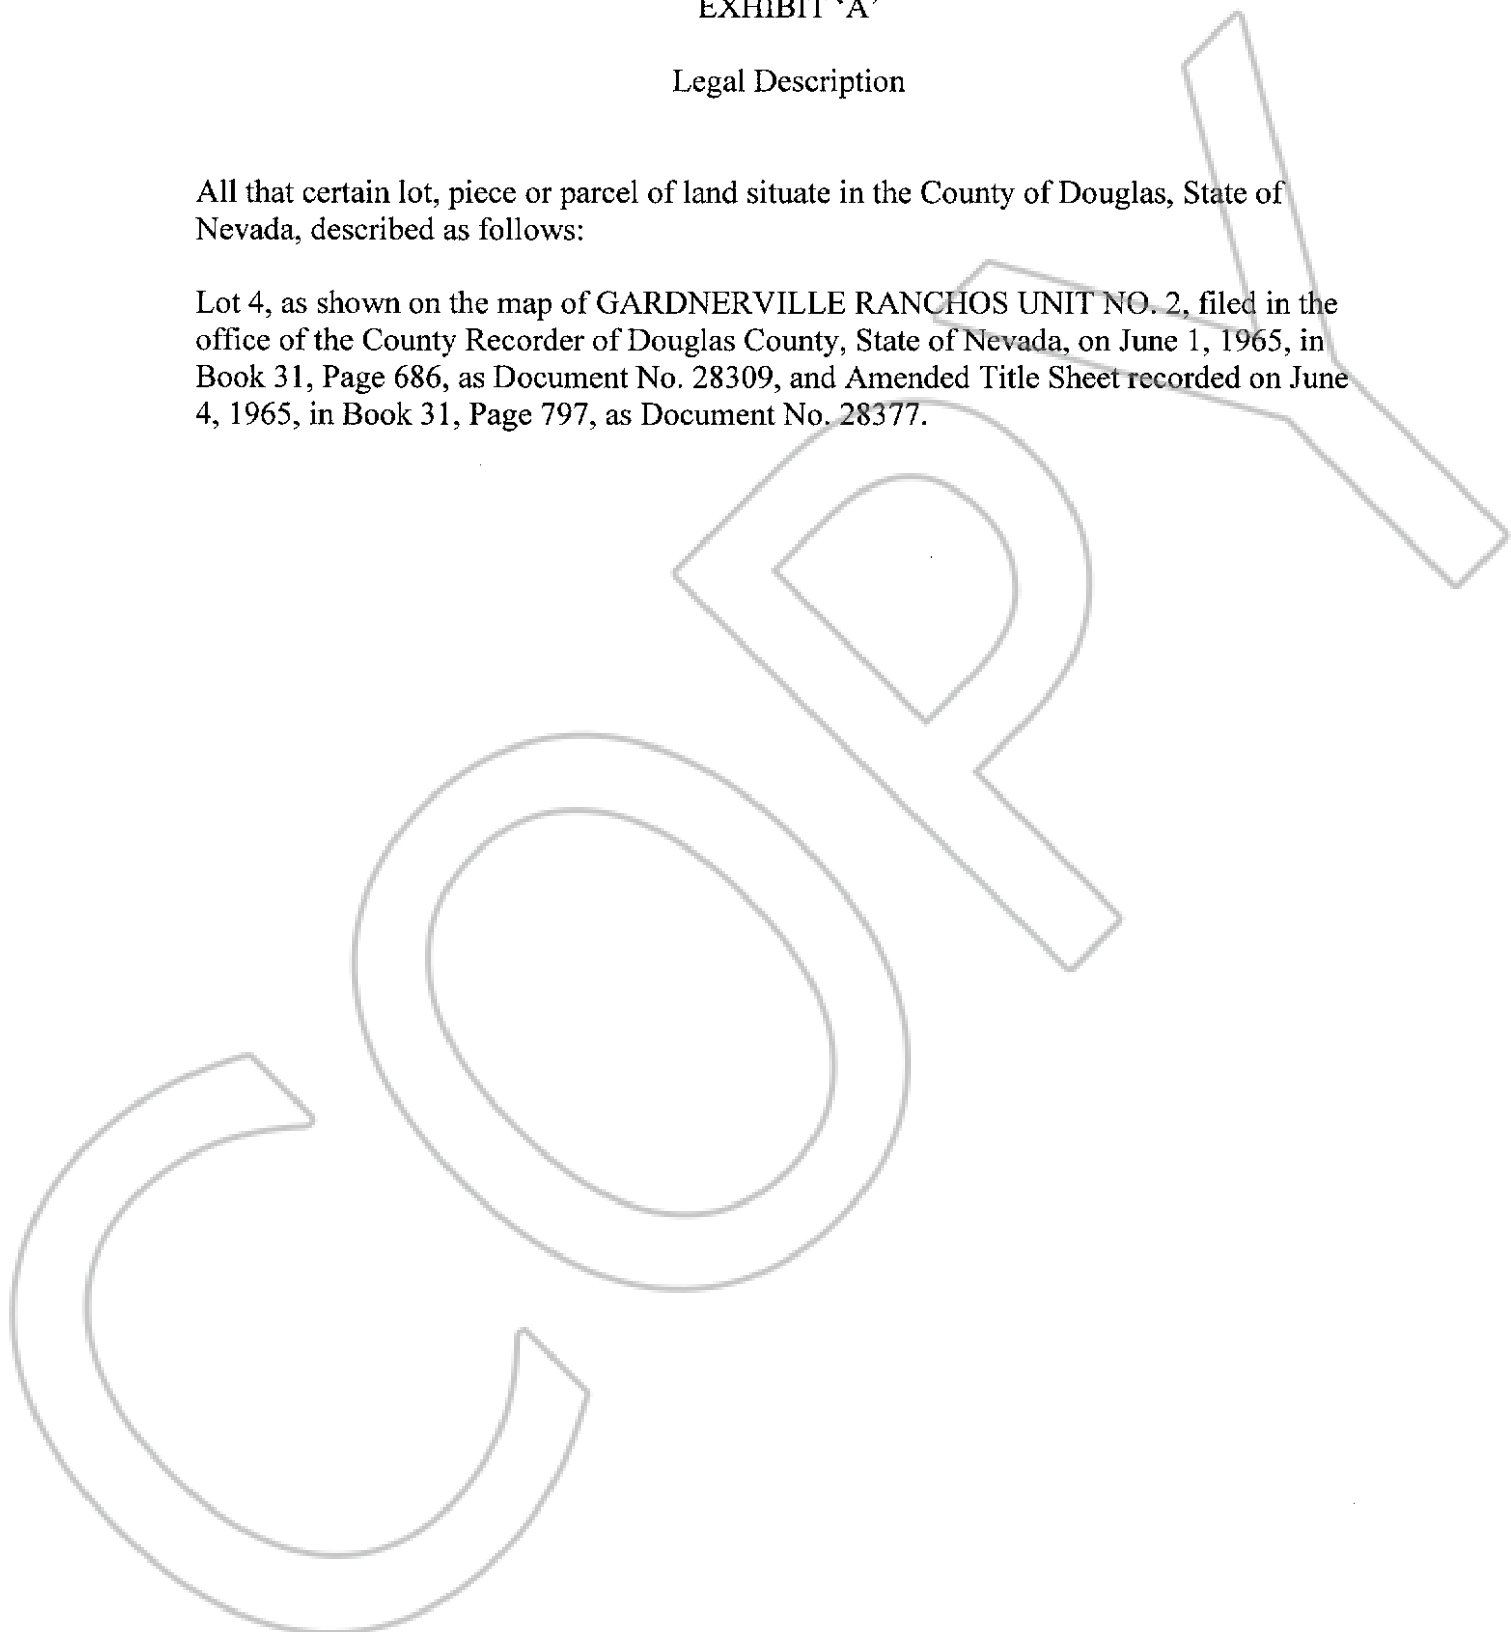 EXHIBIT ‘A’
Legal Description
All that certain lot, piece or parcel of land situate in the County of Douglas, State of
Nevada, described as follows:
Lot 4, as shown on the map of GARDNERVILLE RANCHOS UNIT NO. 2, filed in the
office of the County Recorder of Douglas County, State of Nevada, on June 1, 1965, in
Book 31, Page 686, as Document No. 28309, and Amended Title Sheet recorded on June
4, 1965, in Book 31, Page 797, as Document No. 28377.
COPY